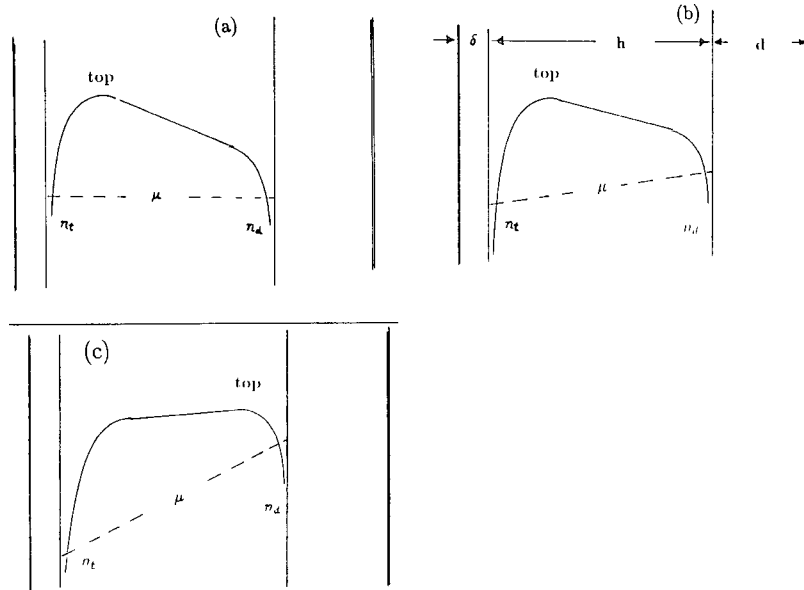 (a)
top
μ
n_t
n_d
(b)
δ h d
top
μ
n_t
n_d
(c)
top
μ
n_d
n_t